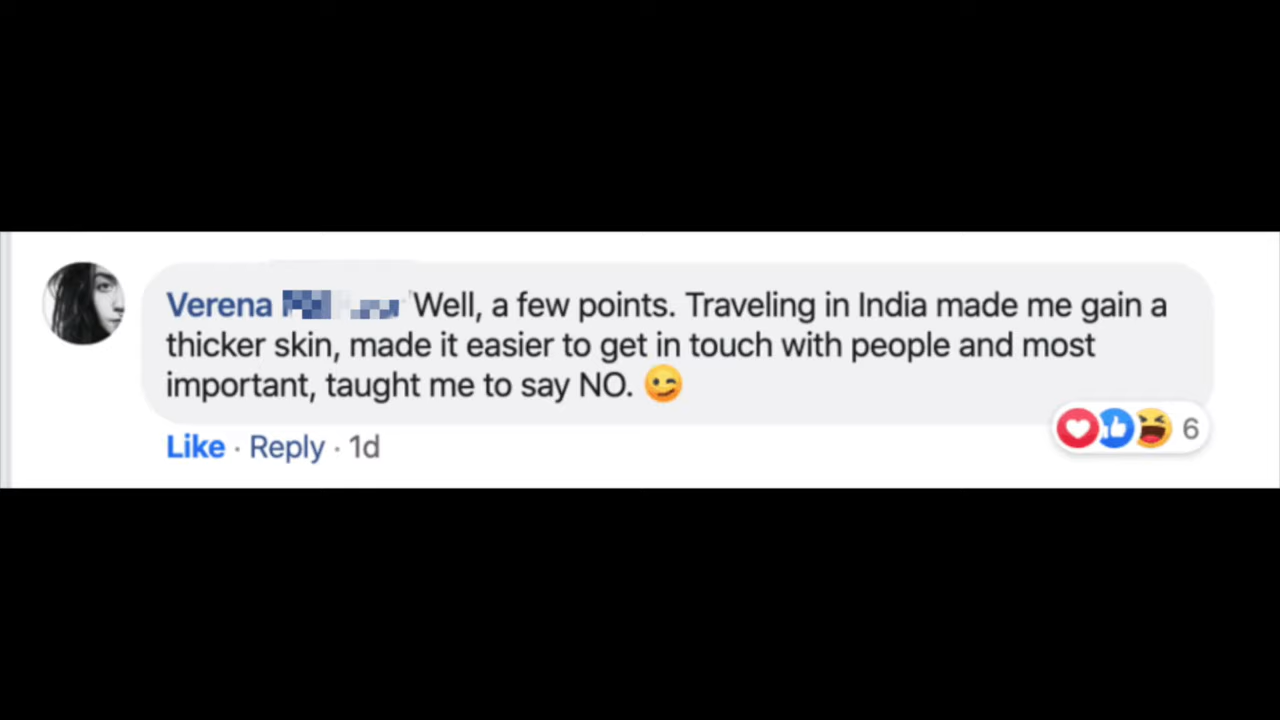 Verena Well, a few points. Traveling in India made me gain a
thicker skin, made it easier to get in touch with people and most
important, taught me to say NO. 😉
Like · Reply · 1d
6